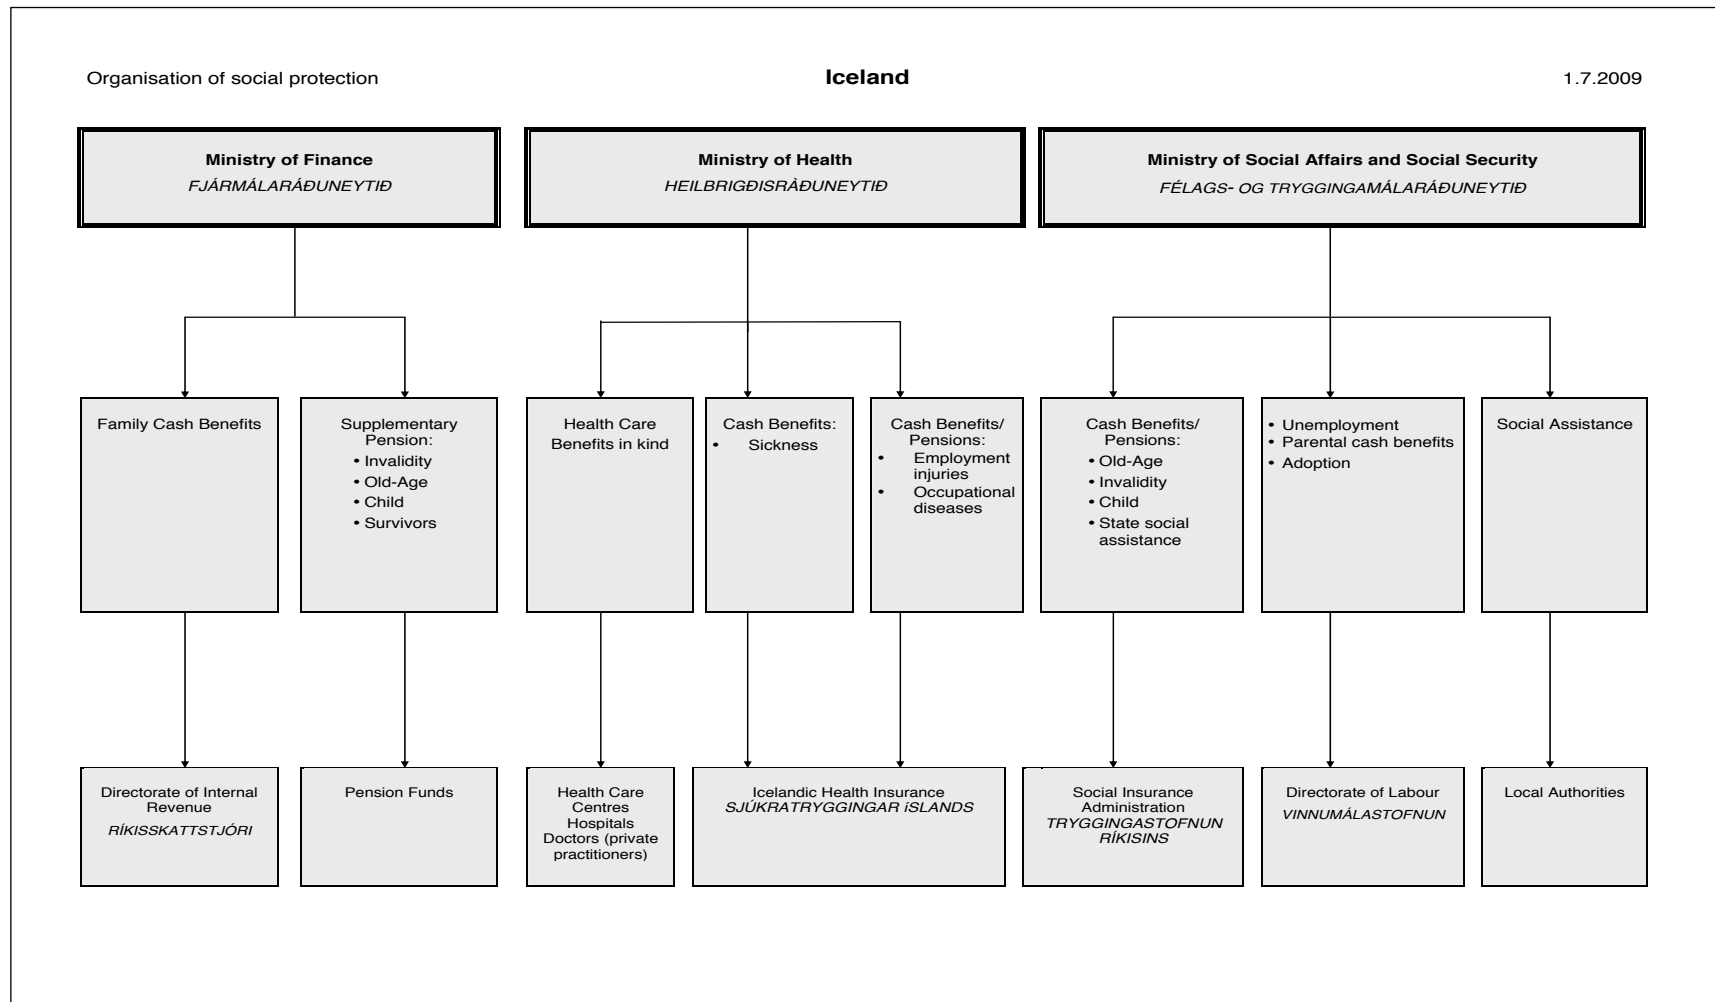 Organisation of social protection
Iceland
1.7.2009
Ministry of Finance
FJÁRMÁLARÁÐUNEYTIÐ
Ministry of Health
HEILBRIGÐISRÀÐUNEYTIÐ
Ministry of Social Affairs and Social Security
FÉLAGS- OG TRYGGINGAMÁLARÁÐUNEYTIÐ
Family Cash Benefits
Supplementary
Pension:
• Invalidity
• Old-Age
• Child
• Survivors
Health Care
Benefits in kind
Cash Benefits:
• Sickness
Cash Benefits/
Pensions:
• Employment
injuries
• Occupational
diseases
Cash Benefits/
Pensions:
• Old-Age
• Invalidity
• Child
• State social
assistance
• Unemployment
• Parental cash benefits
• Adoption
Social Assistance
Directorate of Internal
Revenue
RÍKISSKATTSTJÓRI
Pension Funds
Health Care
Centres
Hospitals
Doctors (private
practitioners)
Icelandic Health Insurance
SJÚKRATRYGGINGAR íSLANDS
Social Insurance
Administration
TRYGGINGASTOFNUN
RÍKISINS
Directorate of Labour
VINNUMÁLASTOFNUN
Local Authorities